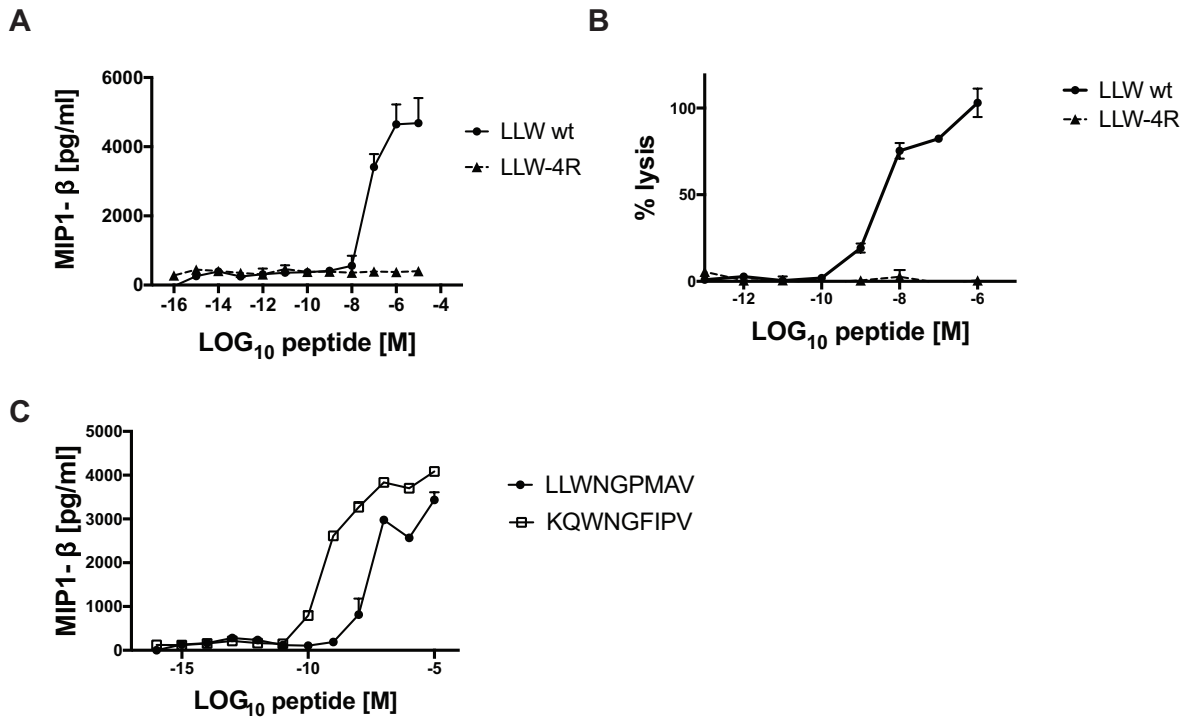 A
6000
4000
2000
0
MIP1- β [pg/ml]
-16 -14 -12 -10 -8 -6 -4
LOG10 peptide [M]
LLW wt
LLW-4R
B
100
50
0
% lysis
-12 -10 -8 -6
LOG10 peptide [M]
LLW wt
LLW-4R
C
5000
4000
3000
2000
1000
0
MIP1- β [pg/ml]
-15 -10 -5
LOG10 peptide [M]
LLWNGPMAV
KQWNGFIPV